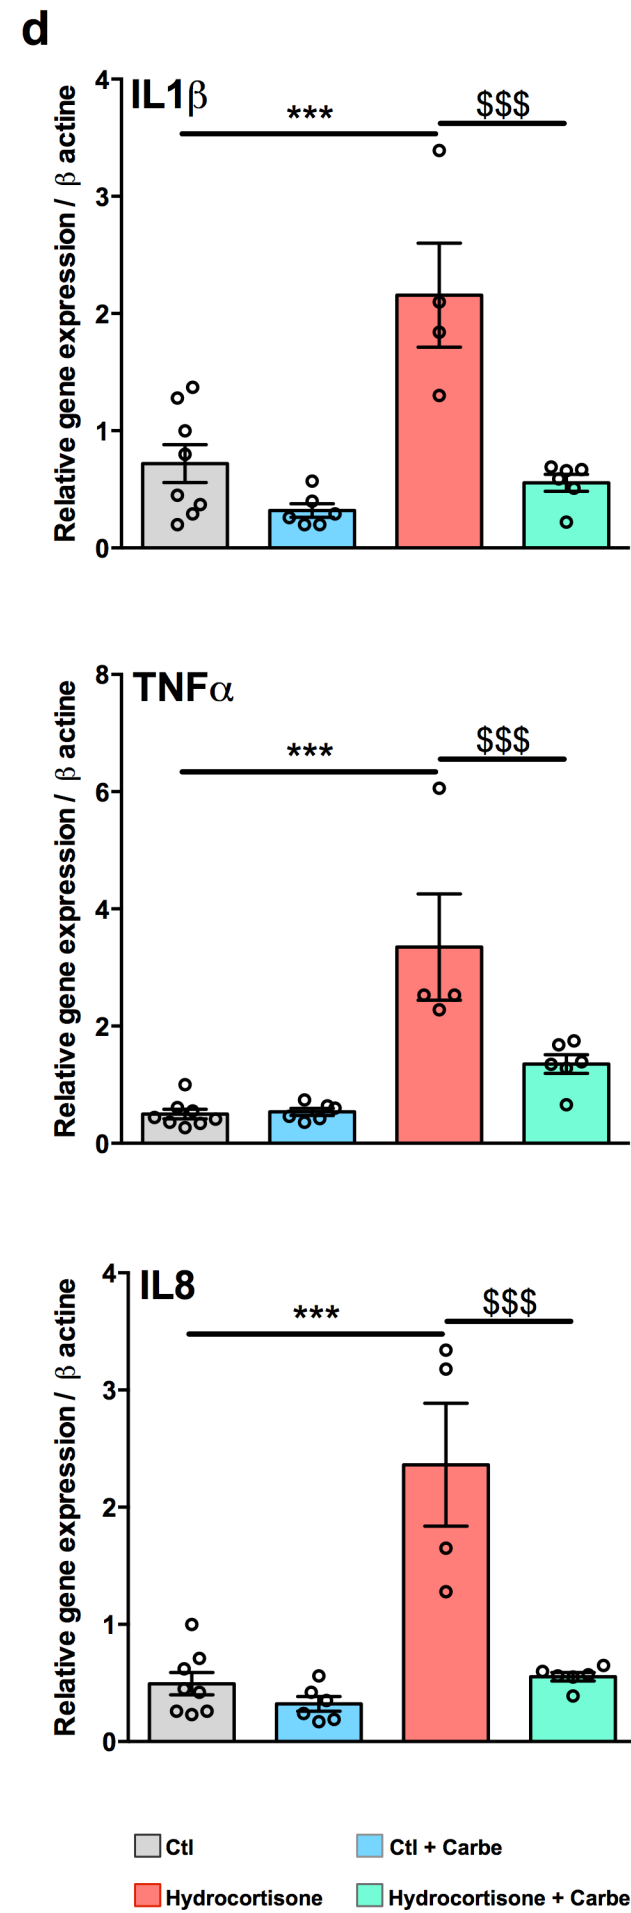 d
IL1β
*** $$$
Relative gene expression / β actine
4
3
2
1
0
TNFα
*** $$$
Relative gene expression / β actine
8
6
4
2
0
IL8
*** $$$
Relative gene expression / β actine
4
3
2
1
0
Ctl Ctl + Carbe
Hydrocortisone Hydrocortisone + Carbe